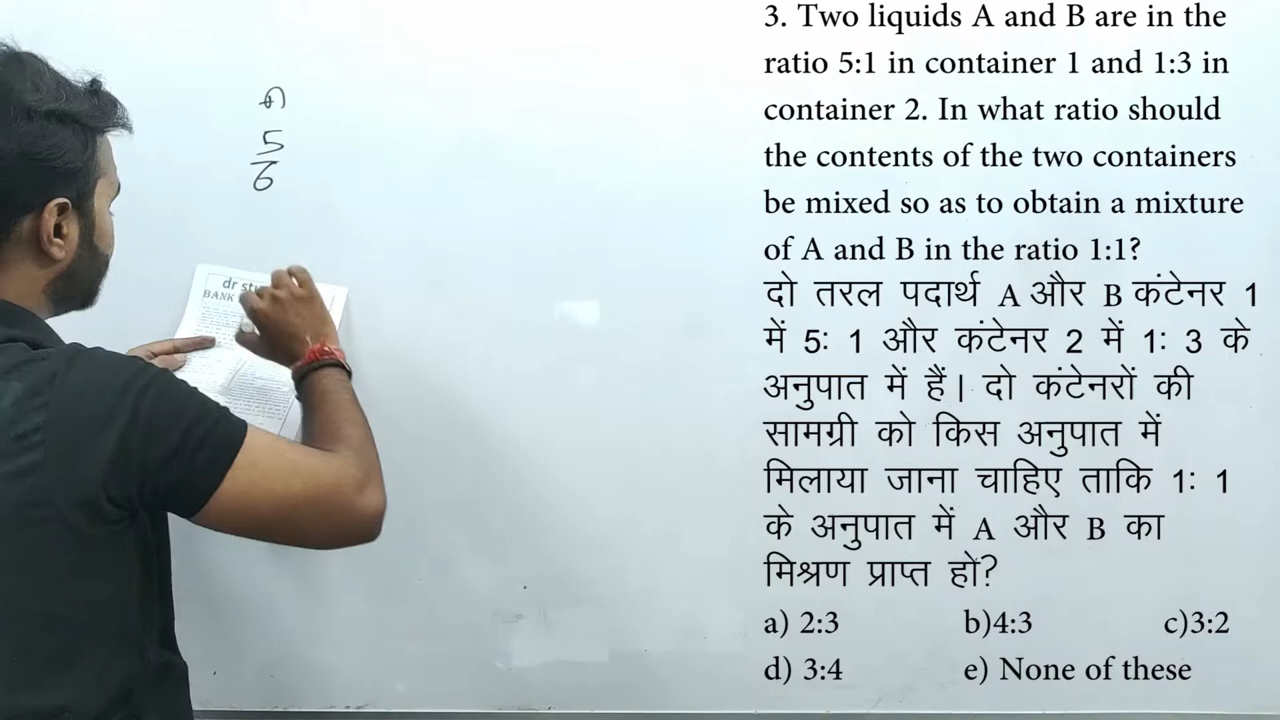 A
5
6
dr
BANK
3. Two liquids A and B are in the
ratio 5:1 in container 1 and 1:3 in
container 2. In what ratio should
the contents of the two containers
be mixed so as to obtain a mixture
of A and B in the ratio 1:1?
दो तरल पदार्थ A और B कंटेनर 1
में 5: 1 और कंटेनर 2 में 1: 3 के
अनुपात में हैं। दो कंटेनरों की
सामग्री को किस अनुपात में
मिलाया जाना चाहिए ताकि 1: 1
के अनुपात में A और B का
मिश्रण प्राप्त हो?
a) 2:3 b)4:3 c)3:2
d) 3:4 e) None of these